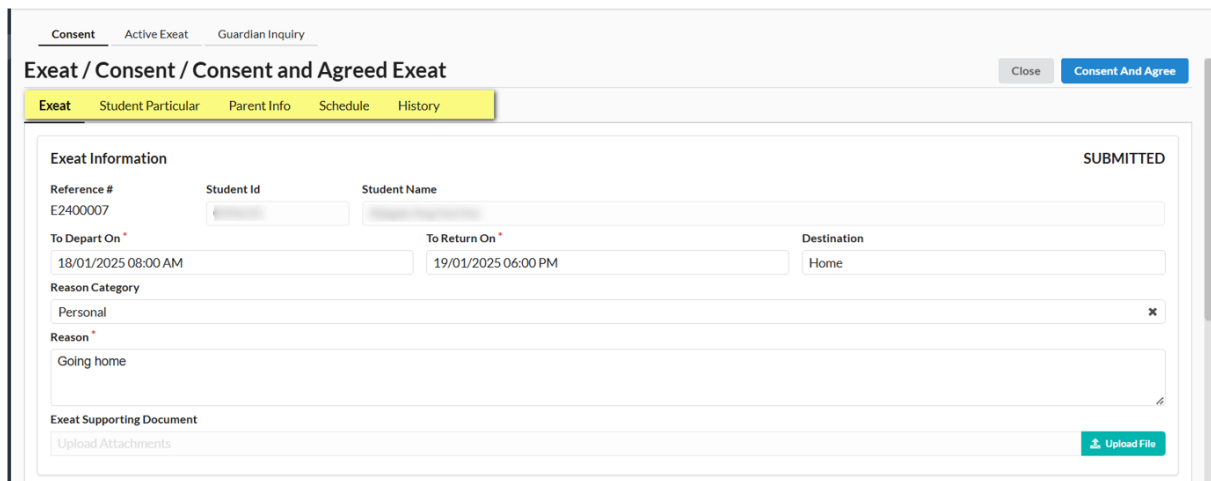 Consent Active Exeat Guardian Inquiry
Exeat / Consent / Consent and Agreed Exeat Close Consent And Agree
Exeat Student Particular Parent Info Schedule History
Exeat Information SUBMITTED
Reference # Student Id Student Name
E2400007
To Depart On * To Return On * Destination
18/01/2025 08:00 AM 19/01/2025 06:00 PM Home
Reason Category
Personal
Reason *
Going home
Exeat Supporting Document
Upload Attachments Upload File